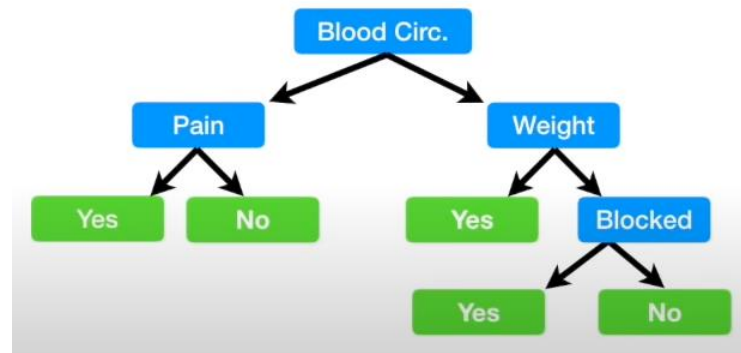 Blood Circ.
Pain
Weight
Yes
No
Yes
Blocked
Yes
No